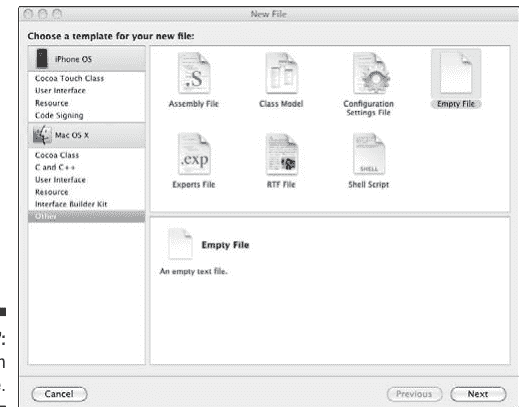 New File
Choose a template for your new file:
iPhone OS
Cocoa Touch Class
User Interface
Resource
Code Signing
Mac OS X
Cocoa Class
C and C++
User Interface
Resource
Interface Builder Kit
Other
.S
Assembly File
Class Model
Configuration
Settings File
Empty File
.exp
Exports File
RTF File
SHELL
Shell Script
Empty File
An empty text file.
Cancel
Previous
Next